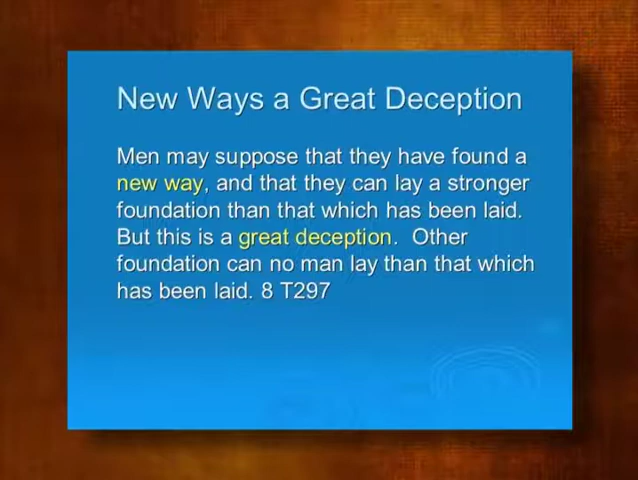 New Ways a Great Deception
Men may suppose that they have found a
new way, and that they can lay a stronger
foundation than that which has been laid.
But this is a great deception.  Other
foundation can no man lay than that which
has been laid. 8 T297